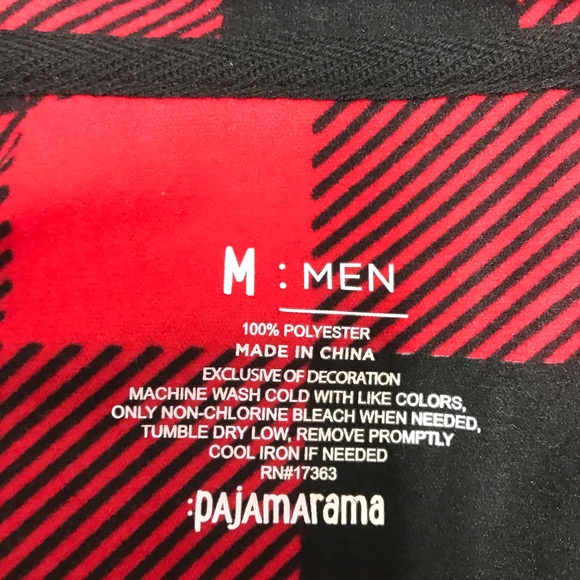 M : MEN
100% POLYESTER
MADE IN CHINA
EXCLUSIVE OF DECORATION
MACHINE WASH COLD WITH LIKE COLORS,
ONLY NON-CHLORINE BLEACH WHEN NEEDED,
TUMBLE DRY LOW, REMOVE PROMPTLY
COOL IRON IF NEEDED
RN#17363
:PAJAMArama